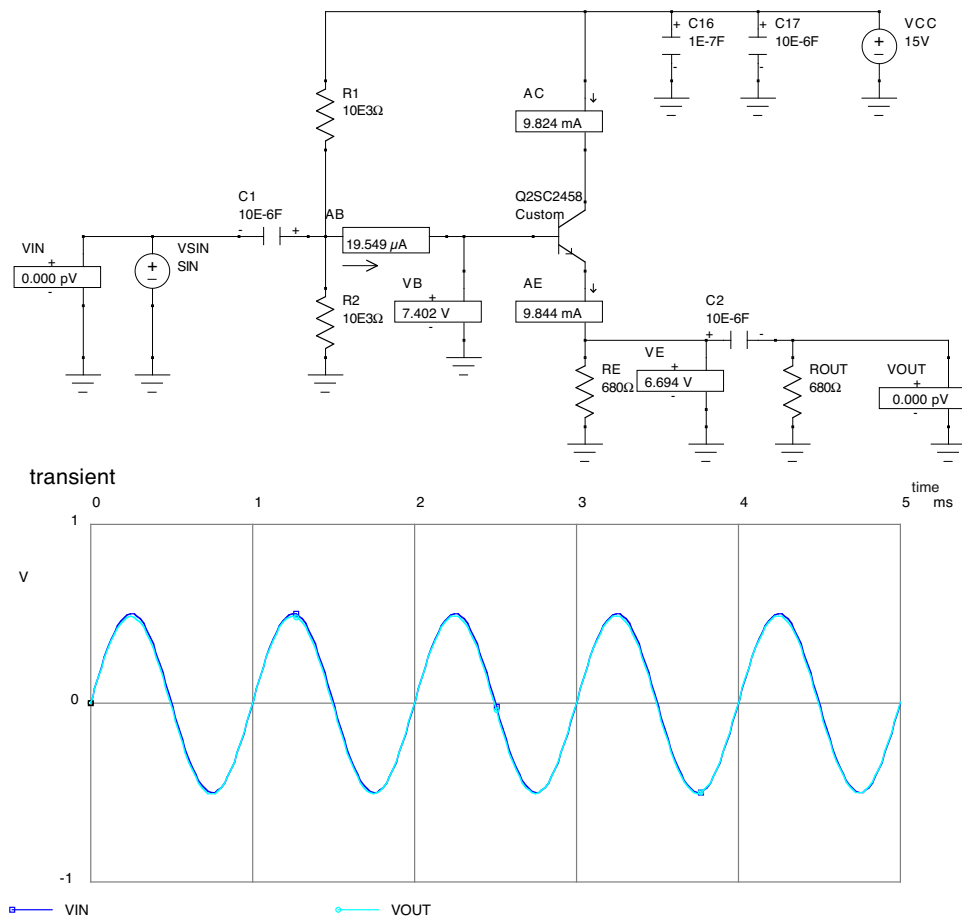 C16
1E-7F
C17
10E-6F
VCC
15V
+
-
+
-
+
−
R1
10E3Ω
AC
9.824 mA
Q2SC2458
Custom
C1
10E-6F
-
+
AB
19.549 µA
VIN
+
0.000 pV
-
VSIN
SIN
+
−
R2
10E3Ω
VB
+
7.402 V
-
AE
9.844 mA
C2
10E-6F
+
-
RE
680Ω
VE
+
6.694 V
-
ROUT
680Ω
VOUT
+
0.000 pV
-
transient
time
ms
0
1
2
3
4
5
1
V
0
-1
VIN
VOUT